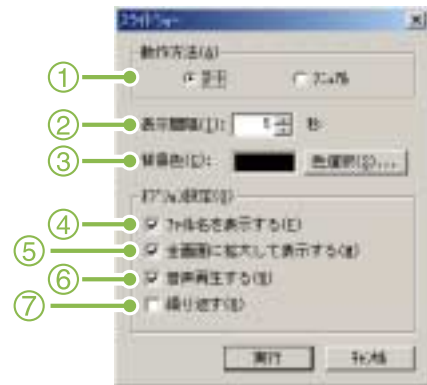 スライドショー
動作方法(A)
① 自動 マニュアル
② 表示間隔(I): 5 秒
③ 背景色(C): 色選択(S)...
オプション設定(O)
④ ファイル名を表示する(F)
⑤ 全画面に拡大して表示する(M)
⑥ 音声再生する(V)
⑦ 繰り返す(R)
実行 キャンセル